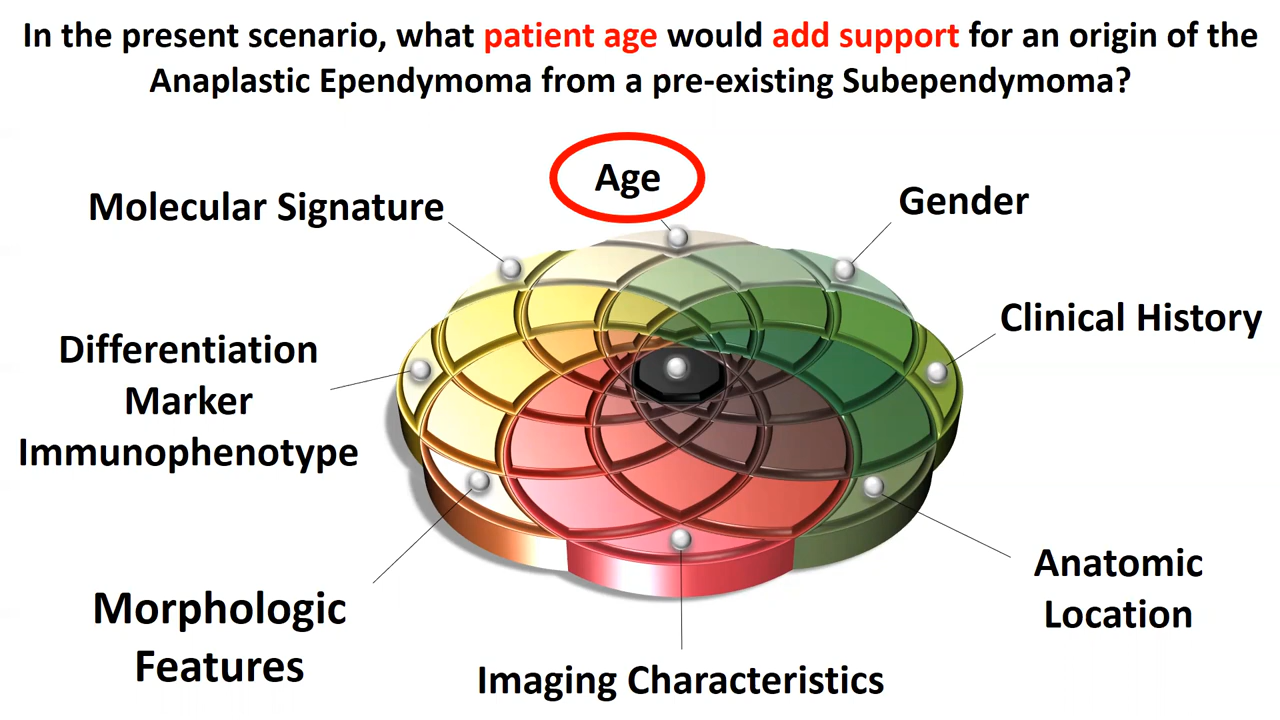 In the present scenario, what patient age would add support for an origin of the
Anaplastic Ependymoma from a pre-existing Subependymoma?
Age
Molecular Signature
Gender
Clinical History
Differentiation
Marker
Immunophenotype
Anatomic
Location
Morphologic
Features
Imaging Characteristics